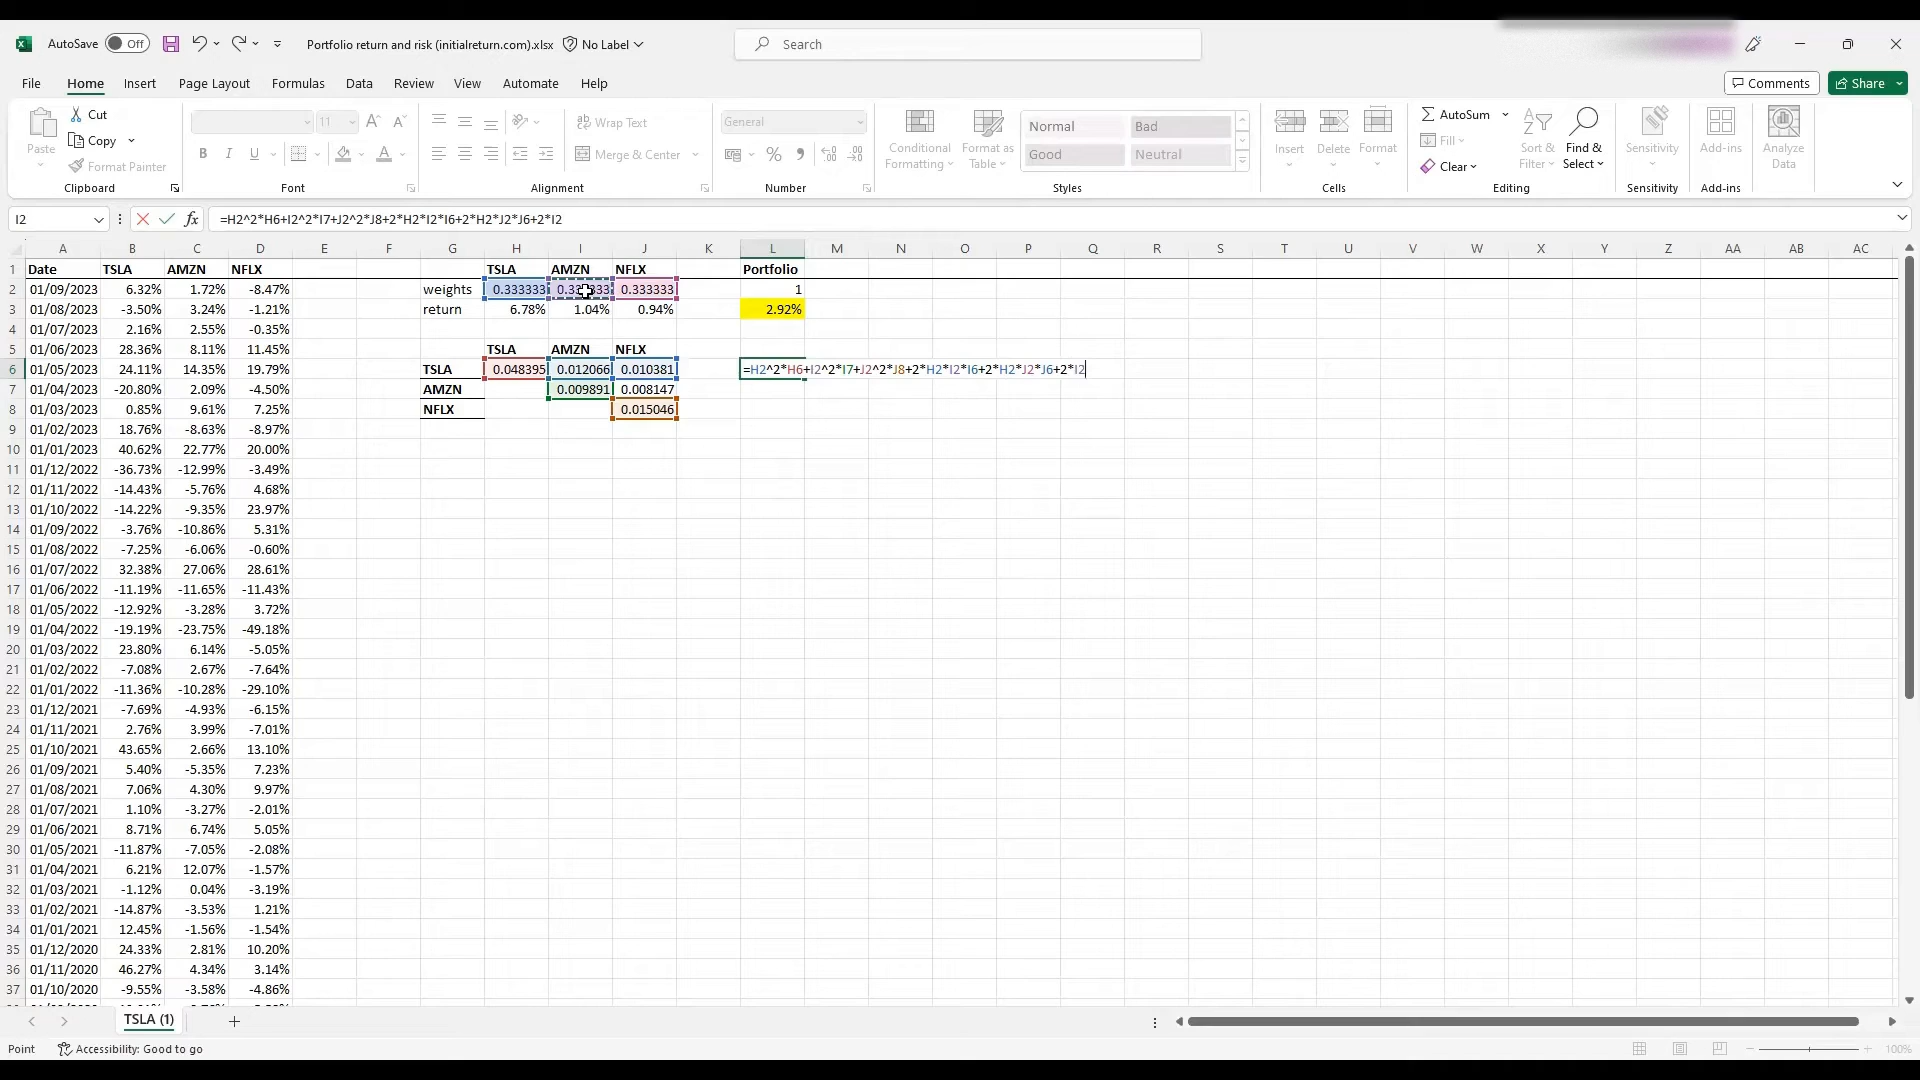 AutoSave Off Portfolio return and risk (initialreturn.com).xlsx No Label Search
File Home Insert Page Layout Formulas Data Review View Automate Help Comments Share
Paste Cut Copy Format Painter Clipboard
11 B I U Font
Wrap Text Merge & Center Alignment
General % Number
Conditional Formatting Format as Table Normal Bad Good Neutral Styles
Insert Delete Format Cells
AutoSum Fill Clear Sort & Filter Find & Select Editing
Sensitivity Sensitivity
Add-ins Add-ins
Analyze Data
I2 fx =H2^2*H6+I2^2*I7+J2^2*J8+2*H2*I2*I6+2*H2*J2*J6+2*I2
A B C D E F G H I J K L M N O P Q R S T U V W X Y Z AA AB AC
1 Date TSLA AMZN NFLX TSLA AMZN NFLX Portfolio
2 01/09/2023 6.32% 1.72% -8.47% weights 0.333333 0.333333 0.333333 1
3 01/08/2023 -3.50% 3.24% -1.21% return 6.78% 1.04% 0.94% 2.92%
4 01/07/2023 2.16% 2.55% -0.35%
5 01/06/2023 28.36% 8.11% 11.45% TSLA AMZN NFLX
6 01/05/2023 24.11% 14.35% 19.79% TSLA 0.048395 0.012066 0.010381 =H2^2*H6+I2^2*I7+J2^2*J8+2*H2*I2*I6+2*H2*J2*J6+2*I2
7 01/04/2023 -20.80% 2.09% -4.50% AMZN 0.009891 0.008147
8 01/03/2023 0.85% 9.61% 7.25% NFLX 0.015046
9 01/02/2023 18.76% -8.63% -8.97%
10 01/01/2023 40.62% 22.77% 20.00%
11 01/12/2022 -36.73% -12.99% -3.49%
12 01/11/2022 -14.43% -5.76% 4.68%
13 01/10/2022 -14.22% -9.35% 23.97%
14 01/09/2022 -3.76% -10.86% 5.31%
15 01/08/2022 -7.25% -6.06% -0.60%
16 01/07/2022 32.38% 27.06% 28.61%
17 01/06/2022 -11.19% -11.65% -11.43%
18 01/05/2022 -12.92% -3.28% 3.72%
19 01/04/2022 -19.19% -23.75% -49.18%
20 01/03/2022 23.80% 6.14% -5.05%
21 01/02/2022 -7.08% 2.67% -7.64%
22 01/01/2022 -11.36% -10.28% -29.10%
23 01/12/2021 -7.69% -4.93% -6.15%
24 01/11/2021 2.76% 3.99% -7.01%
25 01/10/2021 43.65% 2.66% 13.10%
26 01/09/2021 5.40% -5.35% 7.23%
27 01/08/2021 7.06% 4.30% 9.97%
28 01/07/2021 1.10% -3.27% -2.01%
29 01/06/2021 8.71% 6.74% 5.05%
30 01/05/2021 -11.87% -7.05% -2.08%
31 01/04/2021 6.21% 12.07% -1.57%
32 01/03/2021 -1.12% 0.04% -3.19%
33 01/02/2021 -14.87% -3.53% 1.21%
34 01/01/2021 12.45% -1.56% -1.54%
35 01/12/2020 24.33% 2.81% 10.20%
36 01/11/2020 46.27% 4.34% 3.14%
37 01/10/2020 -9.55% -3.58% -4.86%
TSLA (1)
Point Accessibility: Good to go 100%